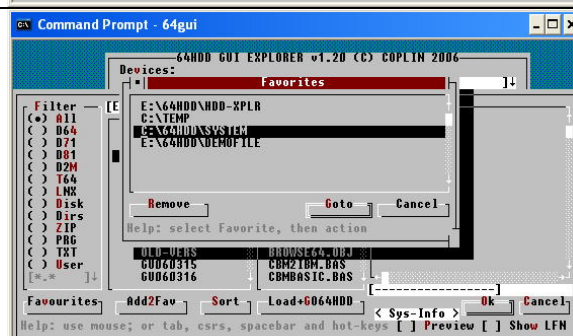 Command Prompt - 64gui
64HDD GUI EXPLORER v1.20 (C) COPLIN 2006
Devices:
Favorites
E:\64HDD\HDD-XPLR
C:\TEMP
C:\64HDD\SYSTEM
E:\64HDD\DEMOFILE
Remove
Goto
Cancel
Help: select Favorite, then action
Filter
[E
(•) All
( ) D64
( ) D71
( ) D81
( ) D2M
( ) T64
( ) LNX
( ) Disk
( ) Dirs
( ) ZIP
( ) PRG
( ) TXT
( ) User
[*.* ]
OLD-VERS
GUO60315
GUO60316
BROWSE64.OBJ
CBM2IBM.BAS
CBMBASIC.BAS
[--------------------]
Favourites
Add2Fav
Sort
Load+GO64HDD
< Sys-Info >
Ok
Cancel
Help: use mouse; or tab, csrs, spacebar and hot-keys [ ] Preview [ ] Show LFN